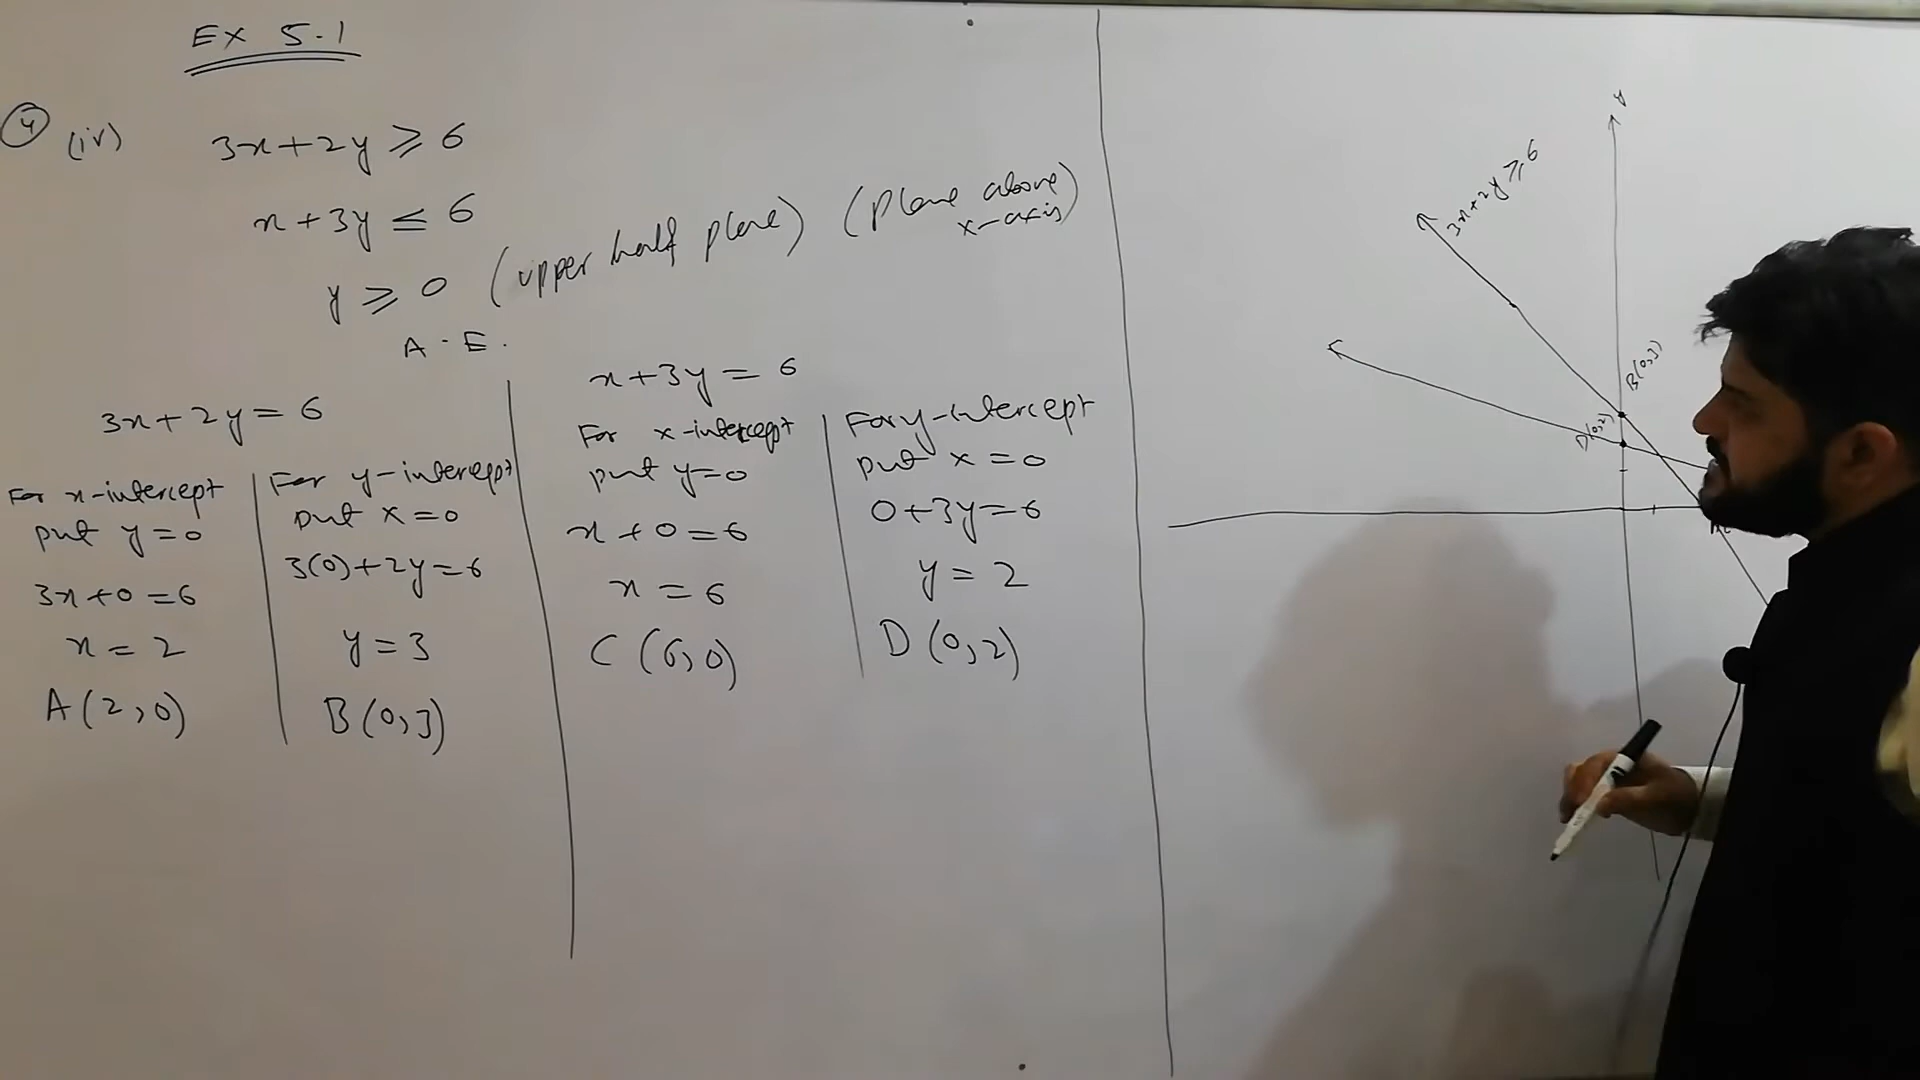 Ex 5.1
4 (iv) 3x+2y ≥ 6
x+3y ≤ 6
y ≥ 0 (upper half plane) (plane above x-axis)
A.E.
3x+2y = 6
For x-intercept
put y=0
3x+0 = 6
x = 2
A(2,0)
For y-intercept
put x=0
3(0)+2y=6
y = 3
B(0,3)
x+3y = 6
For x-intercept
put y=0
x+0=6
x = 6
C(6,0)
For y-intercept
put x=0
0+3y=6
y = 2
D(0,2)
3x+2y ≥ 6
B(0,3)
D(0,2)